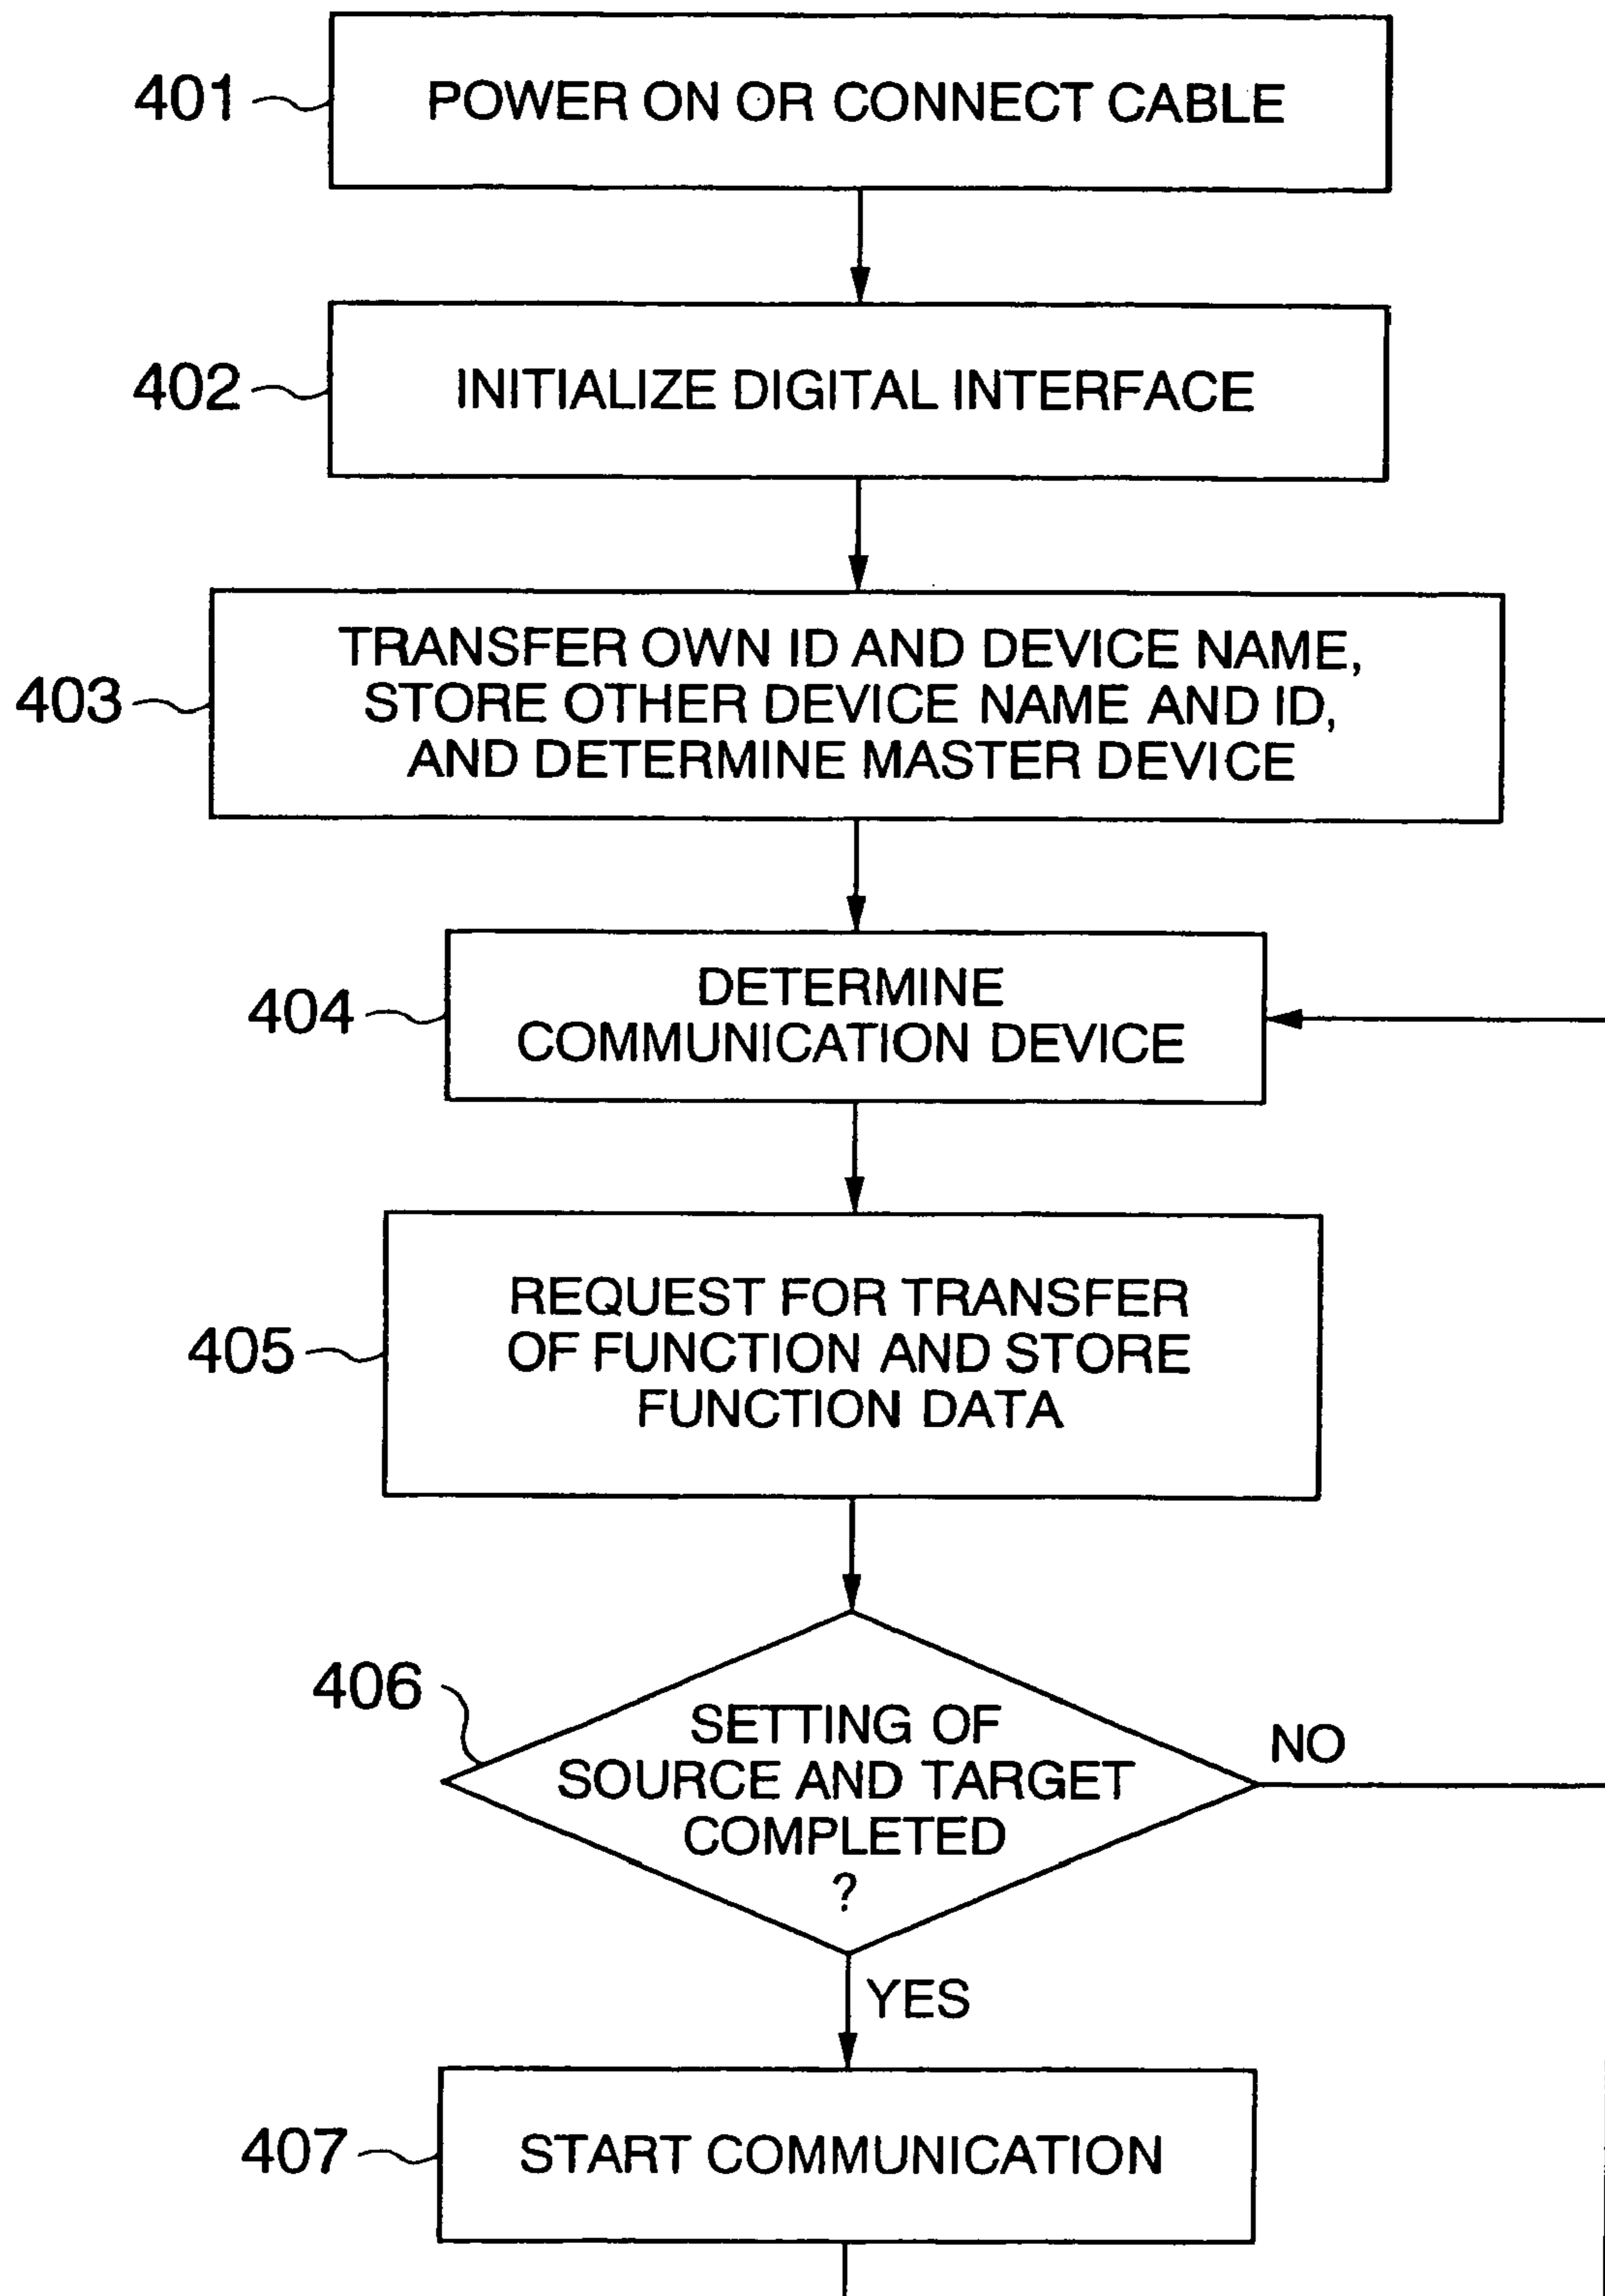 401
POWER ON OR CONNECT CABLE
402
INITIALIZE DIGITAL INTERFACE
403
TRANSFER OWN ID AND DEVICE NAME,
STORE OTHER DEVICE NAME AND ID,
AND DETERMINE MASTER DEVICE
404
DETERMINE
COMMUNICATION DEVICE
405
REQUEST FOR TRANSFER
OF FUNCTION AND STORE
FUNCTION DATA
406
SETTING OF
SOURCE AND TARGET
COMPLETED
?
NO
YES
407
START COMMUNICATION